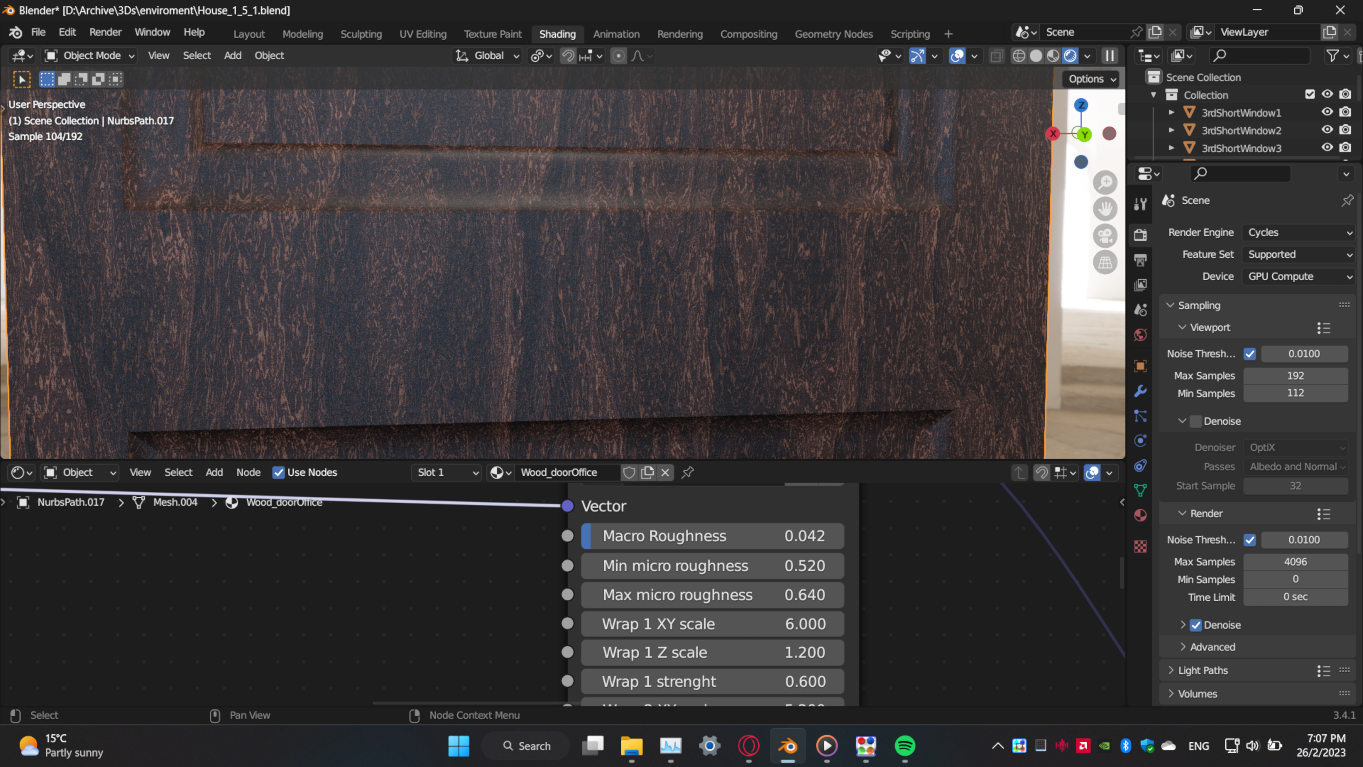 Blender* [D:\Archive\3Ds\enviroment\House_1_5_1.blend]
File Edit Render Window Help Layout Modeling Sculpting UV Editing Texture Paint Shading Animation Rendering Compositing Geometry Nodes Scripting + Scene ViewLayer
Object Mode View Select Add Object Global
Options
User Perspective
(1) Scene Collection | NurbsPath.017
Sample 104/192
Z
X
Y
Scene Collection
Collection
3rdShortWindow1
3rdShortWindow2
3rdShortWindow3
Scene
Render Engine Cycles
Feature Set Supported
Device GPU Compute
Sampling
Viewport
Noise Thresh... 0.0100
Max Samples 192
Min Samples 112
Denoise
Denoiser OptiX
Passes Albedo and Normal
Start Sample 32
Render
Noise Thresh... 0.0100
Max Samples 4096
Min Samples 0
Time Limit 0 sec
Denoise
Advanced
Light Paths
Volumes
Object View Select Add Node Use Nodes Slot 1 Wood_doorOffice
NurbsPath.017 > Mesh.004 > Wood_doorOffice
Vector
Macro Roughness 0.042
Min micro roughness 0.520
Max micro roughness 0.640
Wrap 1 XY scale 6.000
Wrap 1 Z scale 1.200
Wrap 1 strenght 0.600
Select Pan View Node Context Menu 3.4.1
15°C
Partly sunny
Search
ENG
7:07 PM
26/2/2023